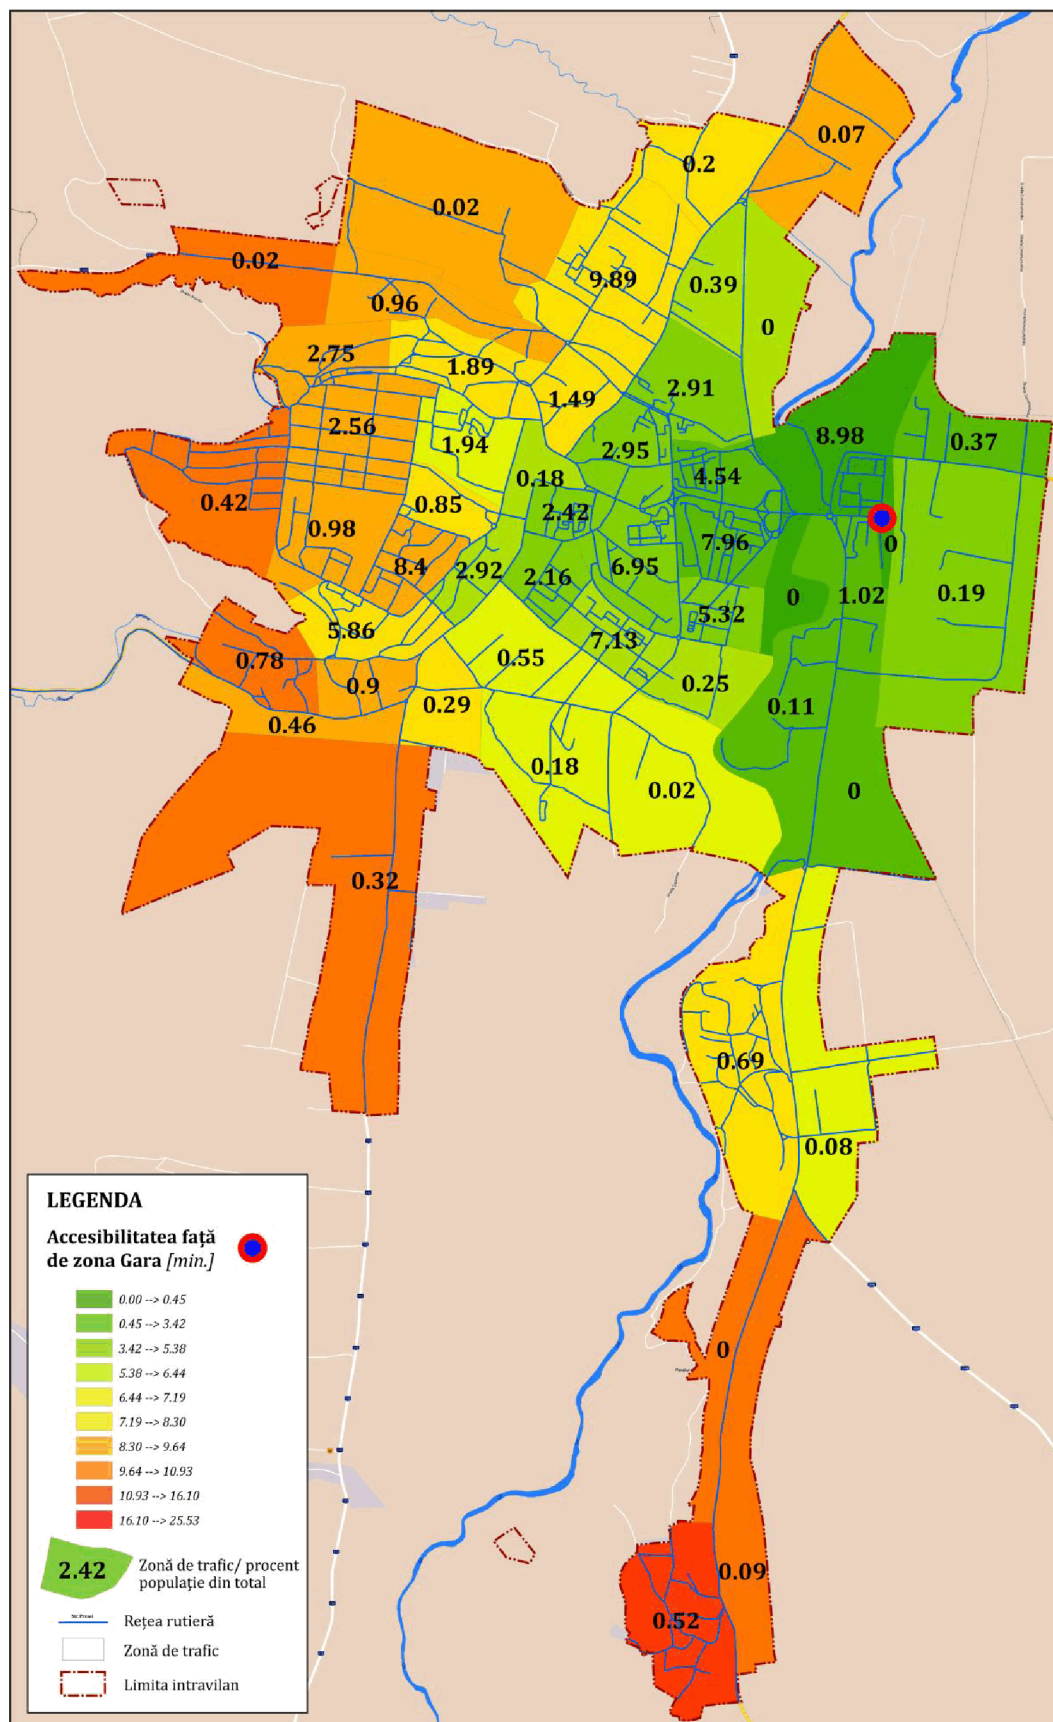 0.07
0.2
0.02
0.02
9.89
0.39
0.96
0
2.75
1.89
2.91
1.49
2.56
8.98
0.37
1.94
2.95
4.54
0.18
0.42
0.85
2.42
0.98
7.96
0
8.4
2.92
2.16
6.95
0
1.02
0.19
5.32
5.86
7.13
0.55
0.78
0.9
0.25
0.29
0.11
0.46
0.18
0.02
0
0.32
0.69
0.08
0
0.09
0.52
LEGENDA
Accesibilitatea față
de zona Gara [min.]
0.00 --> 0.45
0.45 --> 3.42
3.42 --> 5.38
5.38 --> 6.44
6.44 --> 7.19
7.19 --> 8.30
8.30 --> 9.64
9.64 --> 10.93
10.93 --> 16.10
16.10 --> 25.53
2.42
Zonă de trafic/ procent
populație din total
Rețea rutieră
Zonă de trafic
Limita intravilan